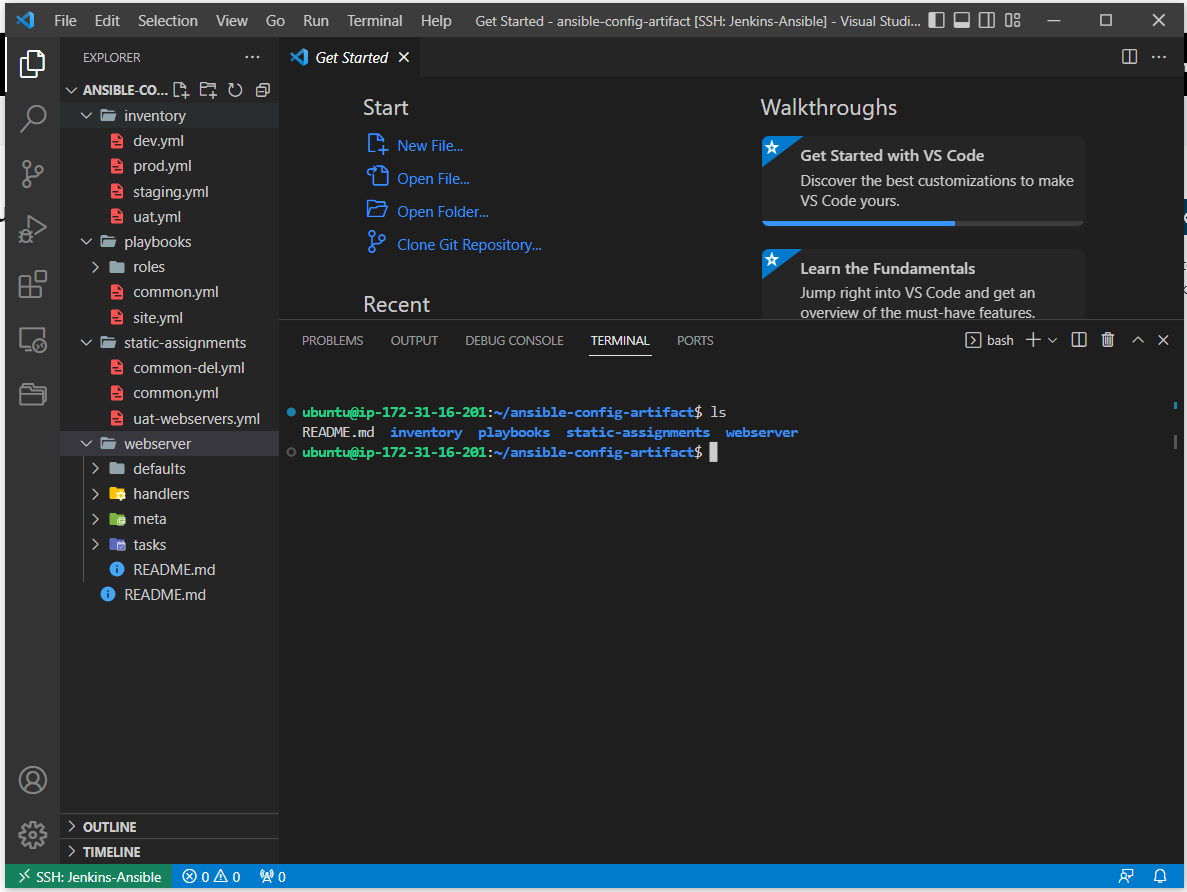 File Edit Selection View Go Run Terminal Help Get Started - ansible-config-artifact [SSH: Jenkins-Ansible] - Visual Studi...
EXPLORER
ANSIBLE-CO...
inventory
dev.yml
prod.yml
staging.yml
uat.yml
playbooks
roles
common.yml
site.yml
static-assignments
common-del.yml
common.yml
uat-webservers.yml
webserver
defaults
handlers
meta
tasks
README.md
README.md
OUTLINE
TIMELINE
Get Started
Start
New File...
Open File...
Open Folder...
Clone Git Repository...
Recent
Walkthroughs
Get Started with VS Code
Discover the best customizations to make
VS Code yours.
Learn the Fundamentals
Jump right into VS Code and get an
overview of the must-have features.
PROBLEMS OUTPUT DEBUG CONSOLE TERMINAL PORTS bash
ubuntu@ip-172-31-16-201:~/ansible-config-artifact$ ls
README.md inventory playbooks static-assignments webserver
ubuntu@ip-172-31-16-201:~/ansible-config-artifact$
SSH: Jenkins-Ansible 0 0 0